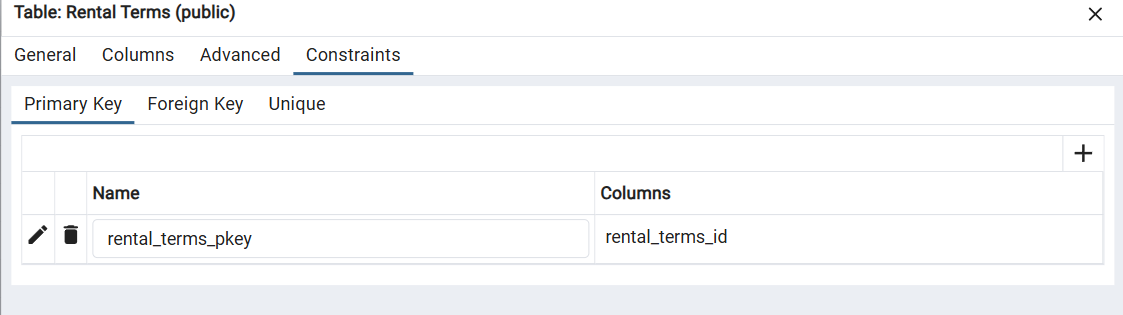 Table: Rental Terms (public)
General Columns Advanced Constraints
Primary Key Foreign Key Unique
Name Columns
rental_terms_pkey rental_terms_id